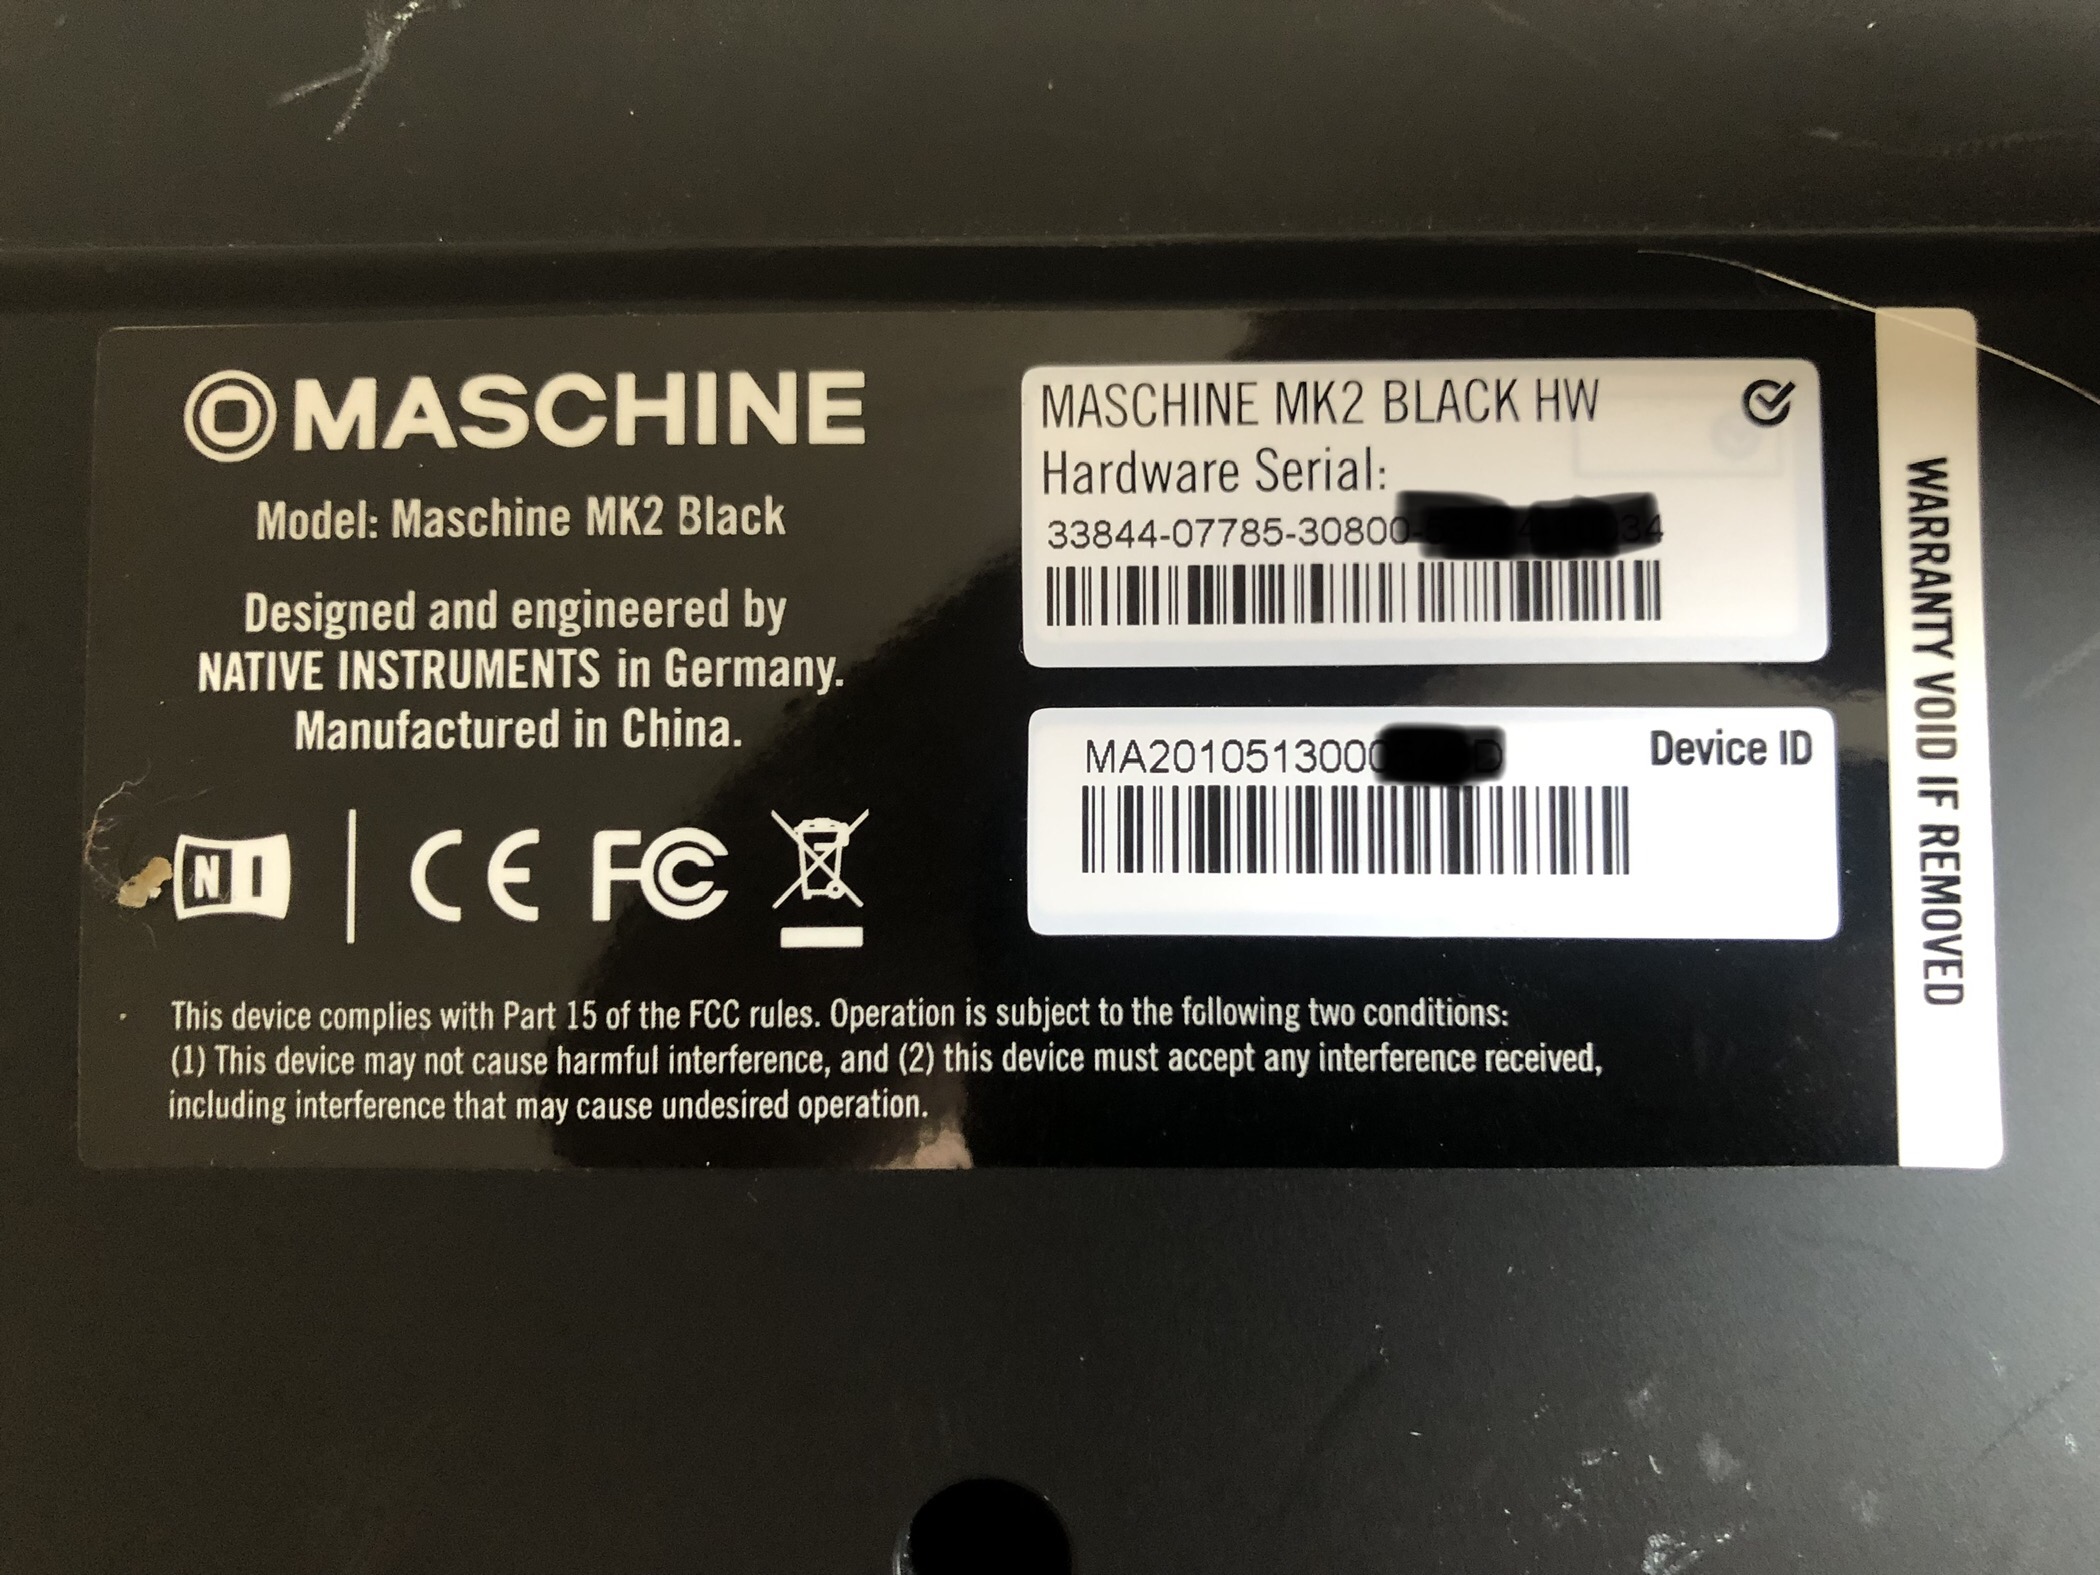 MASCHINE
Model: Maschine MK2 Black
Designed and engineered by
NATIVE INSTRUMENTS in Germany.
Manufactured in China.
NI
CE FC
MASCHINE MK2 BLACK HW
Hardware Serial:
33844-07785-30800-
MA2010513000
Device ID
WARRANTY VOID IF REMOVED
This device complies with Part 15 of the FCC rules. Operation is subject to the following two conditions:
(1) This device may not cause harmful interference, and (2) this device must accept any interference received,
including interference that may cause undesired operation.